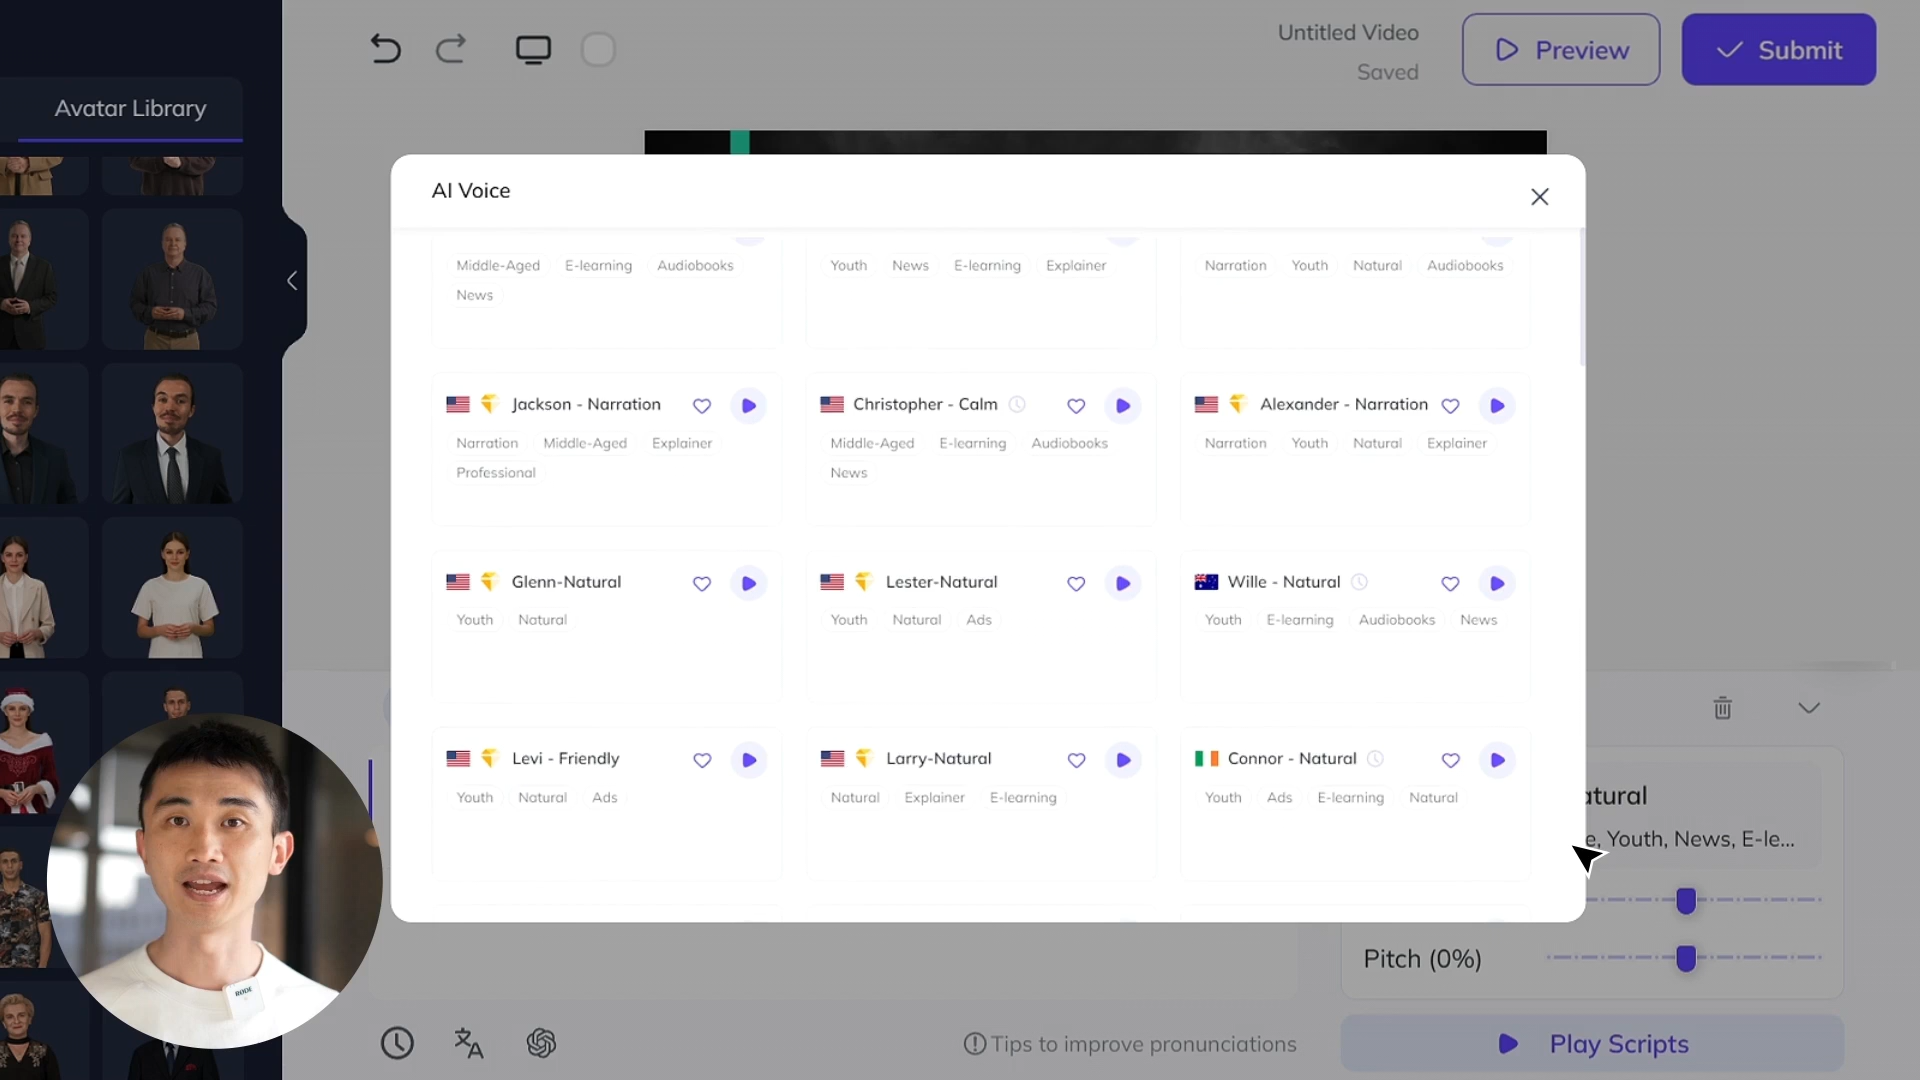 Untitled Video
Saved
Preview
Submit
Avatar Library
AI Voice
Middle-Aged E-learning Audiobooks
News
Youth News E-learning Explainer
Narration Youth Natural Audiobooks
Jackson - Narration
Narration Middle-Aged Explainer
Professional
Christopher - Calm
Middle-Aged E-learning Audiobooks
News
Alexander - Narration
Narration Youth Natural Explainer
Glenn-Natural
Youth Natural
Lester-Natural
Youth Natural Ads
Wille - Natural
Youth E-learning Audiobooks News
Levi - Friendly
Youth Natural Ads
Larry-Natural
Natural Explainer E-learning
Connor - Natural
Youth Ads E-learning Natural
atural
e, Youth, News, E-le...
Pitch (0%)
RODE
Tips to improve pronunciations
Play Scripts